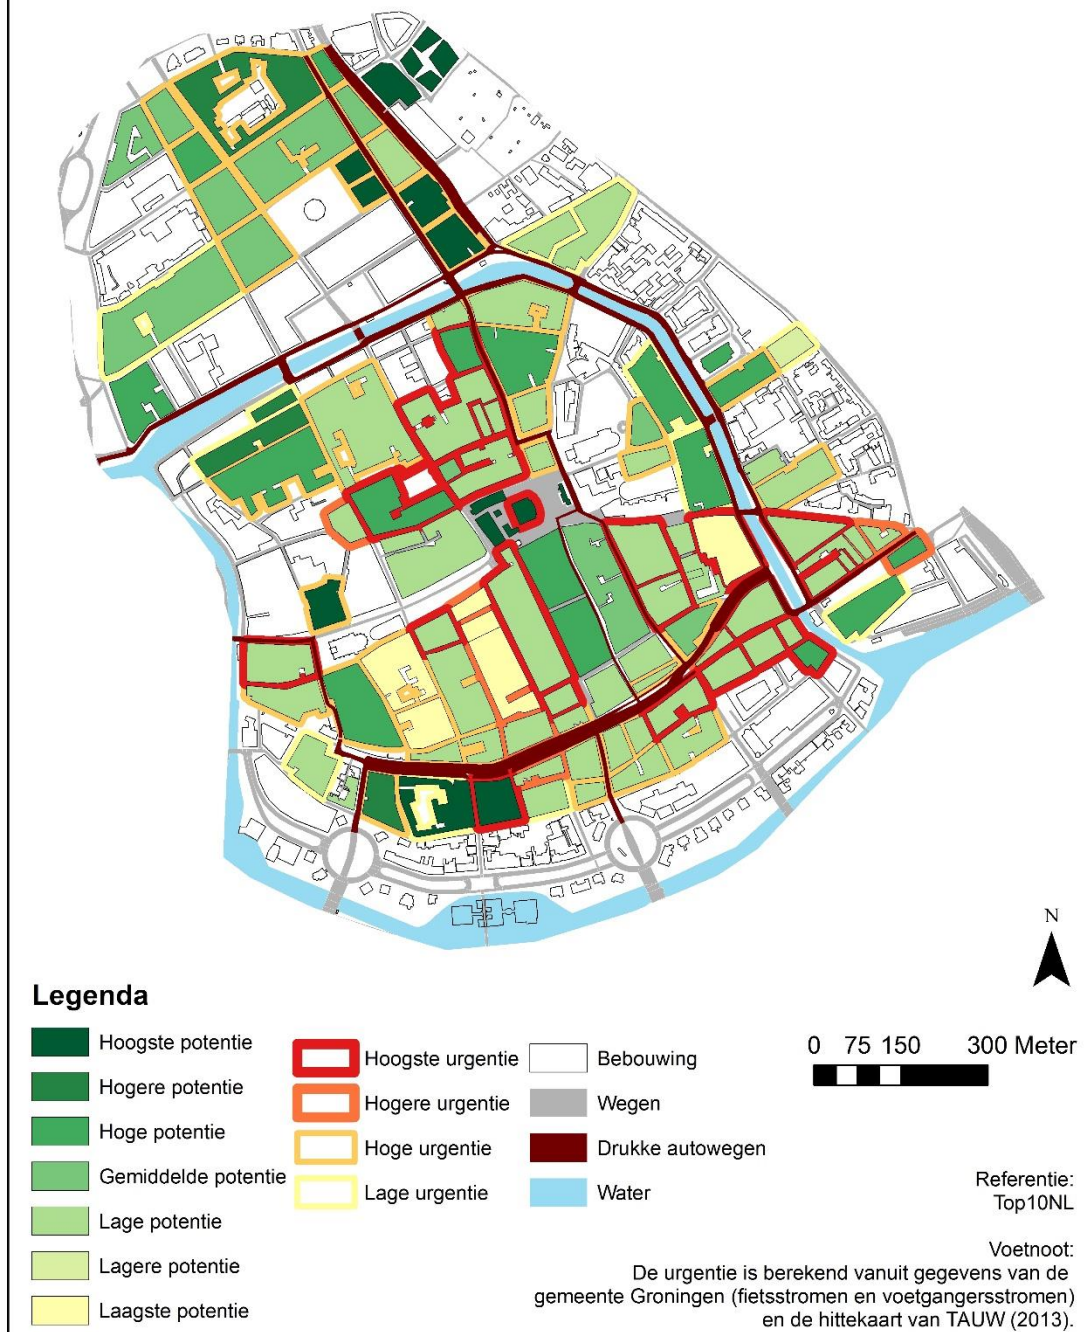 N
Legenda
Hoogste potentie
Hogere potentie
Hoge potentie
Gemiddelde potentie
Lage potentie
Lagere potentie
Laagste potentie
Hoogste urgentie
Hogere urgentie
Hoge urgentie
Lage urgentie
Bebouwing
Wegen
Drukke autowegen
Water
0 75 150 300 Meter
Referentie:
Top10NL
Voetnoot:
De urgentie is berekend vanuit gegevens van de
gemeente Groningen (fietsstromen en voetgangersstromen)
en de hittekaart van TAUW (2013).